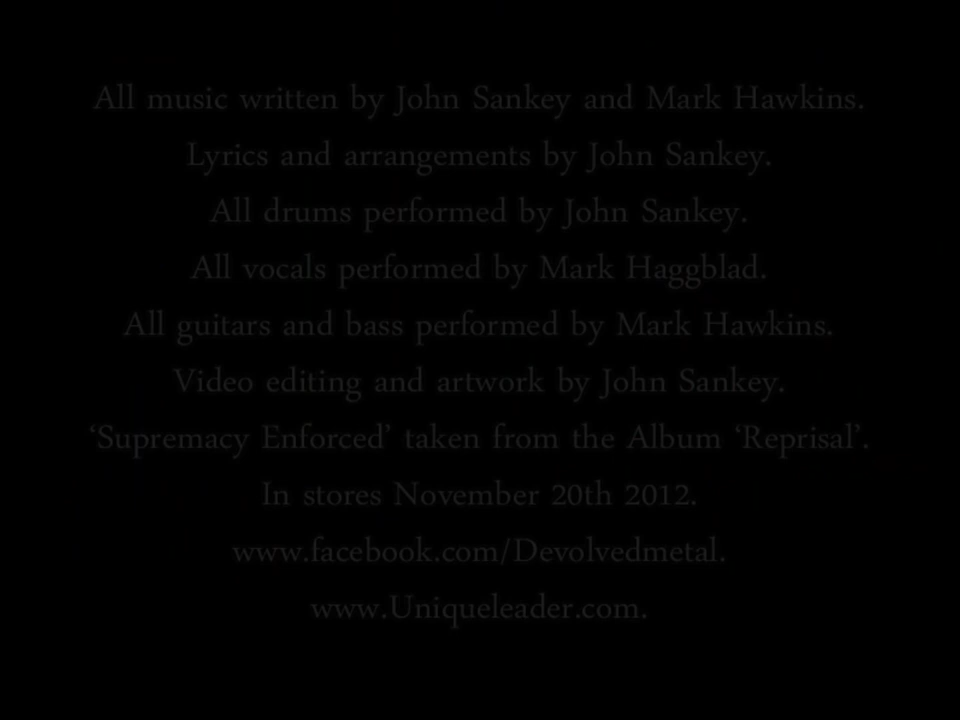 All music written by John Sankey and Mark Hawkins.
Lyrics and arrangements by John Sankey.
All drums performed by John Sankey.
All vocals performed by Mark Haggblad.
All guitars and bass performed by Mark Hawkins.
Video editing and artwork by John Sankey.
‘Supremacy Enforced’ taken from the Album ‘Reprisal’.
In stores November 20th 2012.
www.facebook.com/Devolvedmetal.
www.Uniqueleader.com.